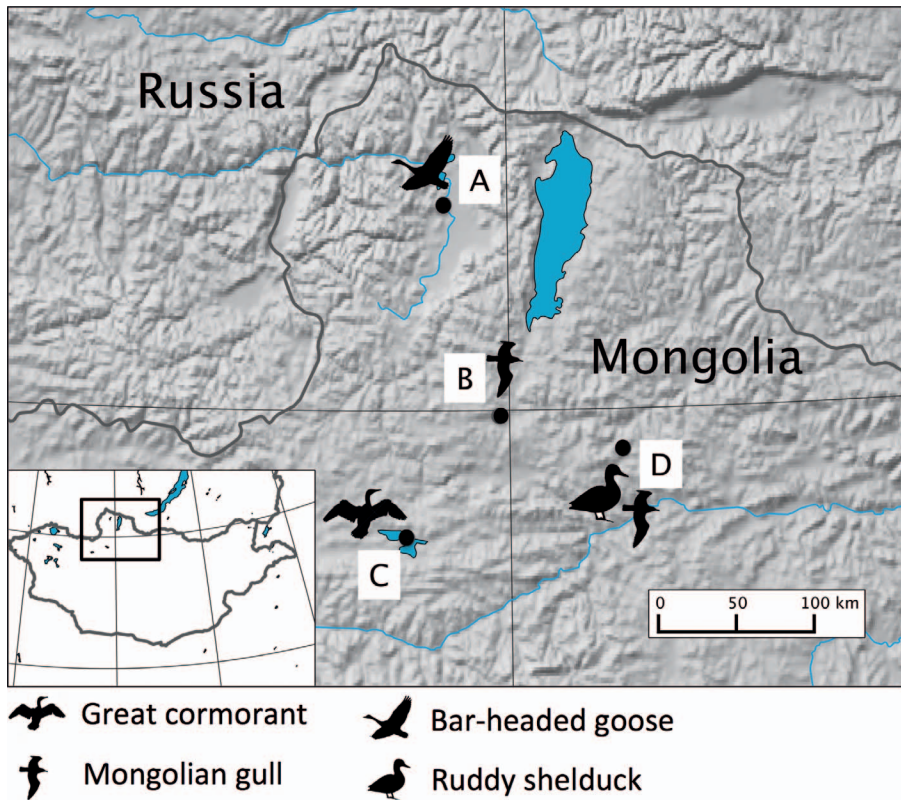 Russia
A
Mongolia
B
D
C
0 50 100 km
Great cormorant
Bar-headed goose
Mongolian gull
Ruddy shelduck